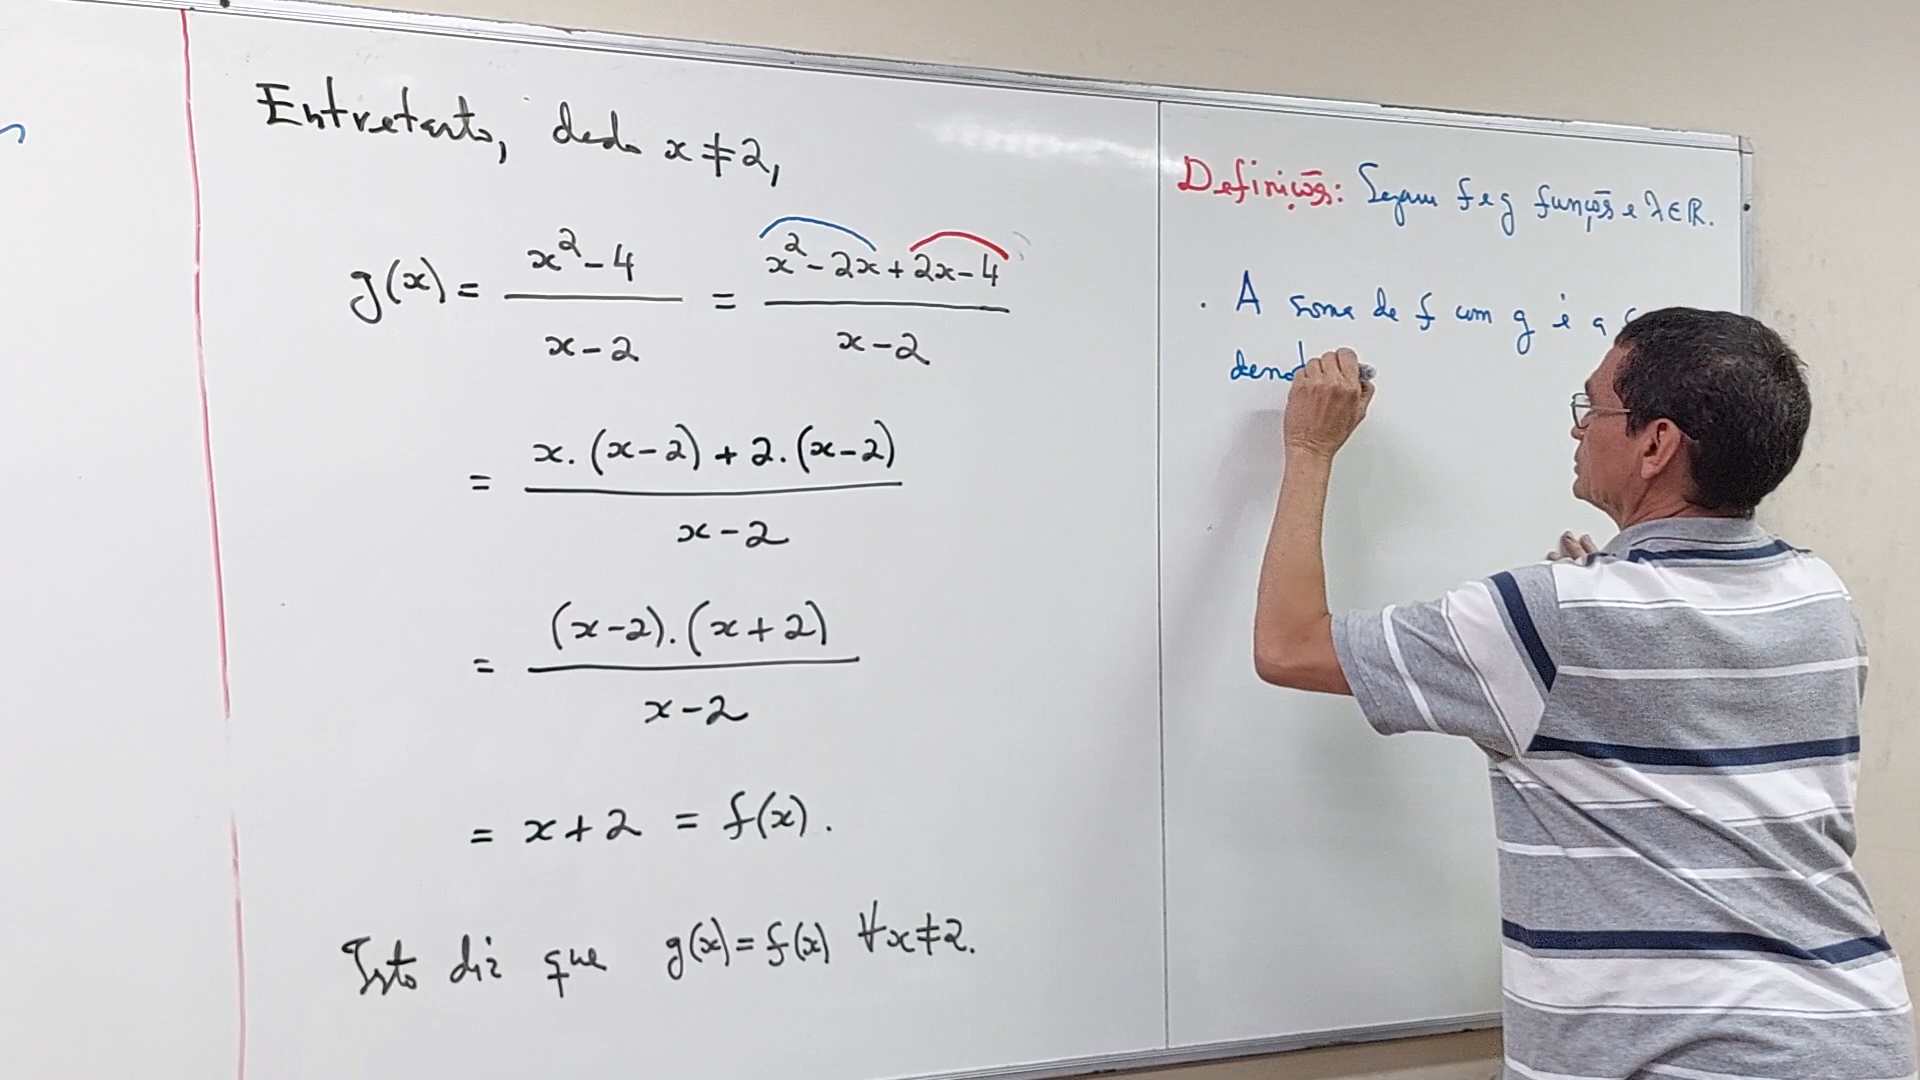 Entretanto, dado x≠2,
g(x) = (x²-4)/(x-2) = (x²-2x+2x-4)/(x-2)
= (x.(x-2)+2.(x-2))/(x-2)
= ((x-2).(x+2))/(x-2)
= x+2 = f(x).
Isto diz que g(x)=f(x) ∀x≠2.
Definições: Sejam f e g funções e λ∈R.
. A soma de f com g é a